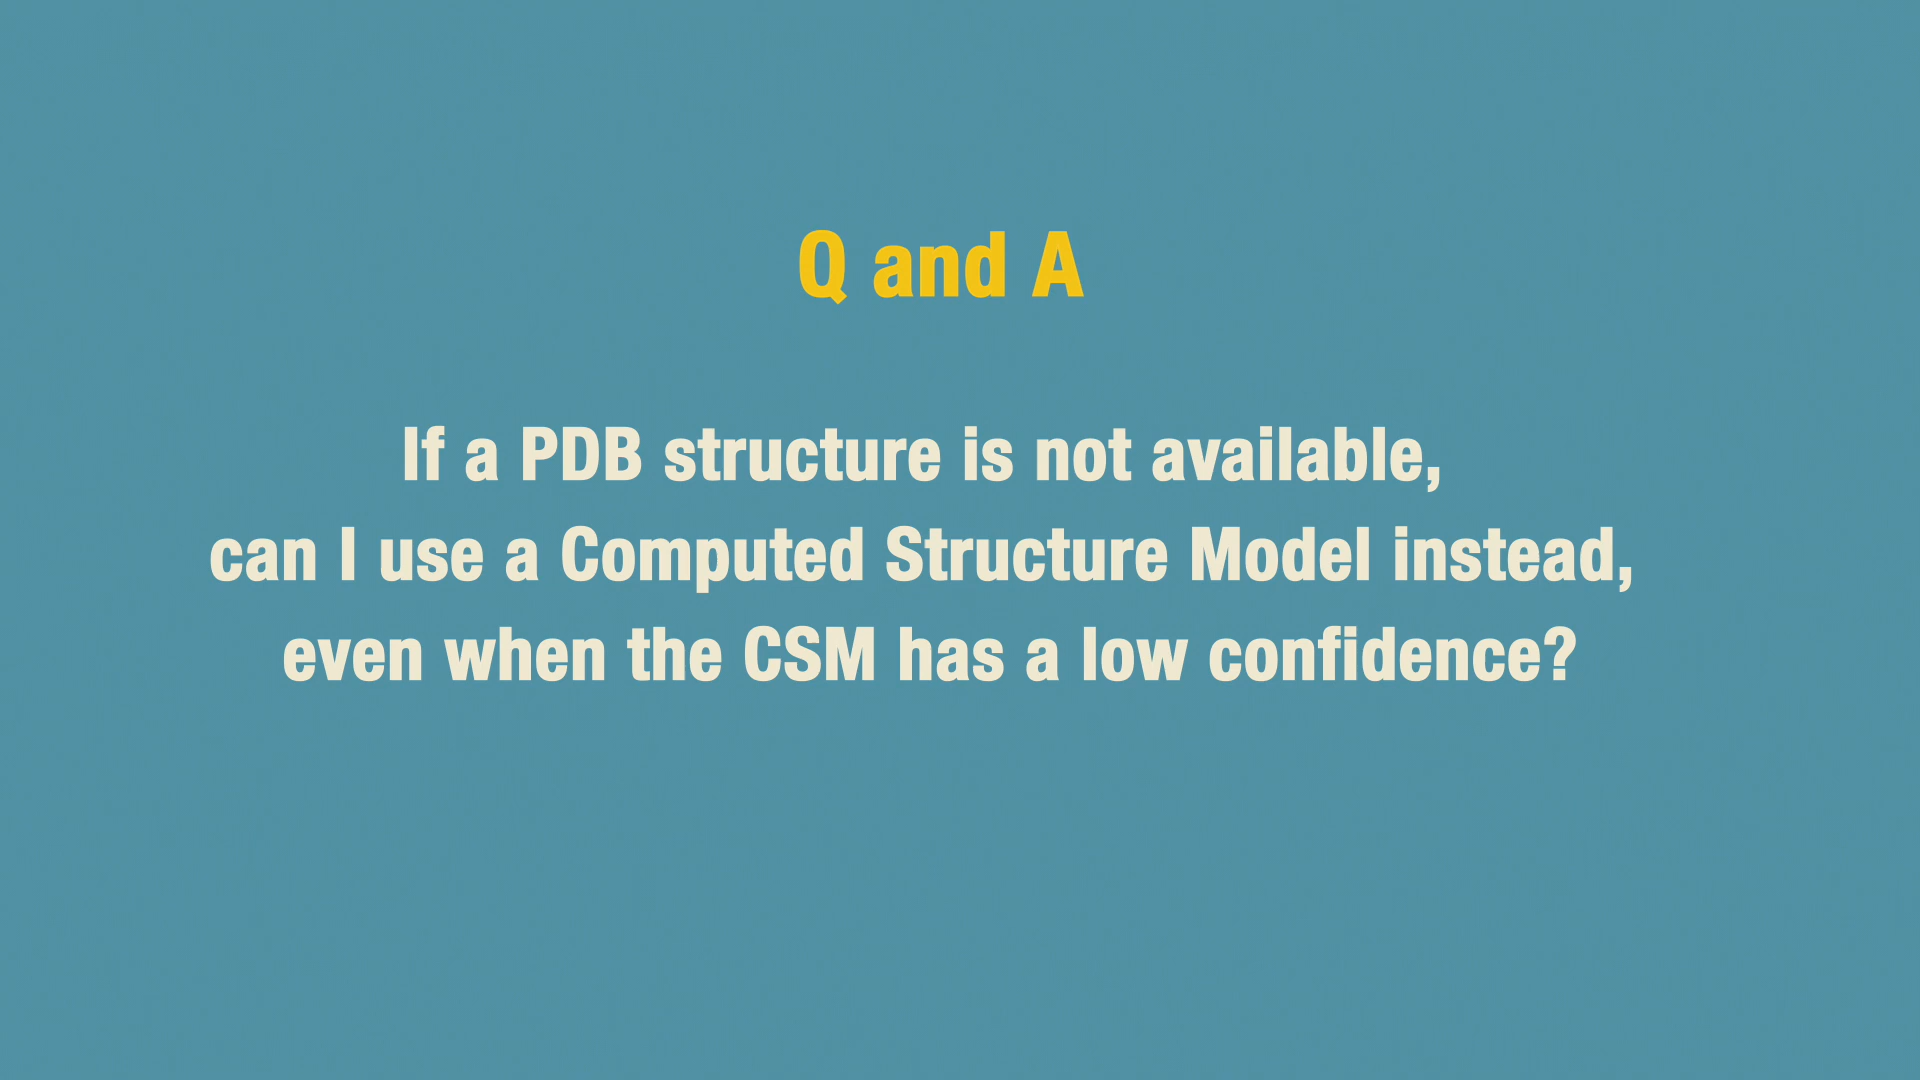 Q and A
If a PDB structure is not available,
can I use a Computed Structure Model instead,
even when the CSM has a low confidence?